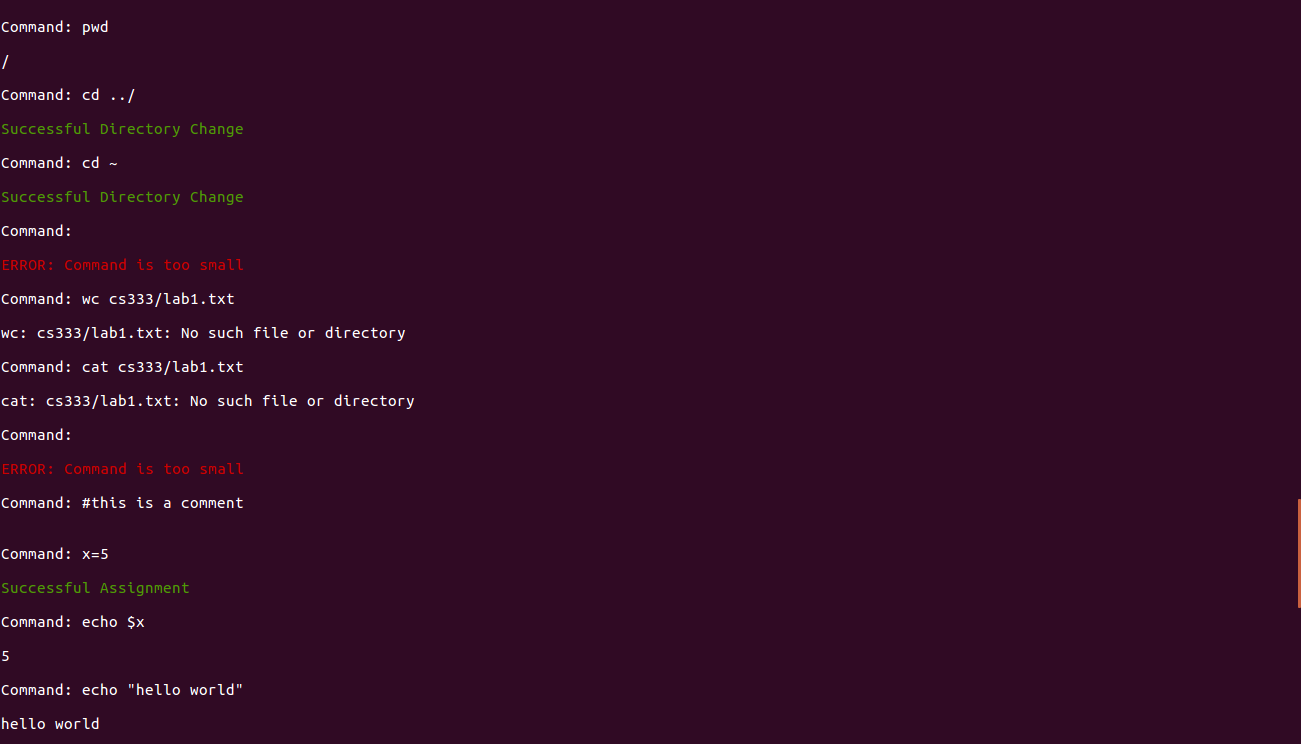 Command: pwd
/
Command: cd ../
Successful Directory Change
Command: cd ~
Successful Directory Change
Command:
ERROR: Command is too small
Command: wc cs333/lab1.txt
wc: cs333/lab1.txt: No such file or directory
Command: cat cs333/lab1.txt
cat: cs333/lab1.txt: No such file or directory
Command:
ERROR: Command is too small
Command: #this is a comment
Command: x=5
Successful Assignment
Command: echo $x
5
Command: echo "hello world"
hello world